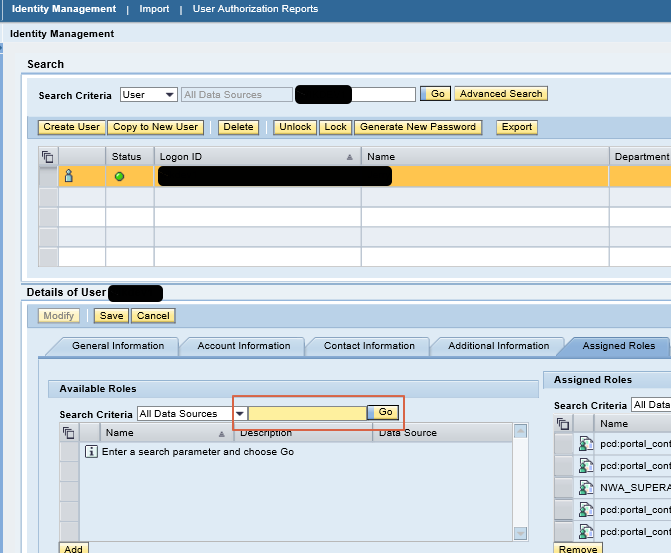 Identity Management | Import | User Authorization Reports
Identity Management
Search
Search Criteria User All Data Sources Go Advanced Search
Create User Copy to New User Delete Unlock Lock Generate New Password Export
Status Logon ID Name Department
Details of User
Modify Save Cancel
General Information Account Information Contact Information Additional Information Assigned Roles
Available Roles
Search Criteria All Data Sources Go
Name Description Data Source
Enter a search parameter and choose Go
Add
Assigned Roles
Search Criteria All Data
Name
pcd:portal_cont
pcd:portal_cont
NWA_SUPERA
pcd:portal_cont
pcd:portal_cont
Remove